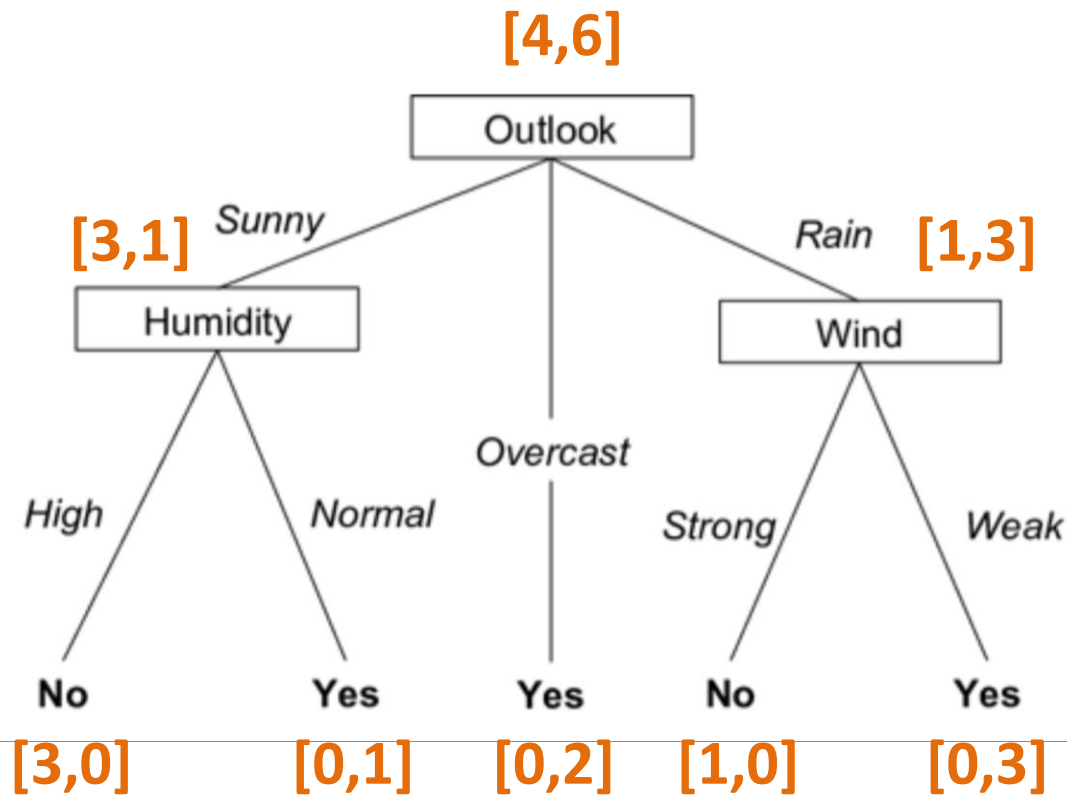 [4,6]
Outlook
Sunny
Rain
[3,1]
[1,3]
Humidity
Wind
Overcast
High
Normal
Strong
Weak
No
Yes
Yes
No
Yes
[3,0]
[0,1]
[0,2]
[1,0]
[0,3]